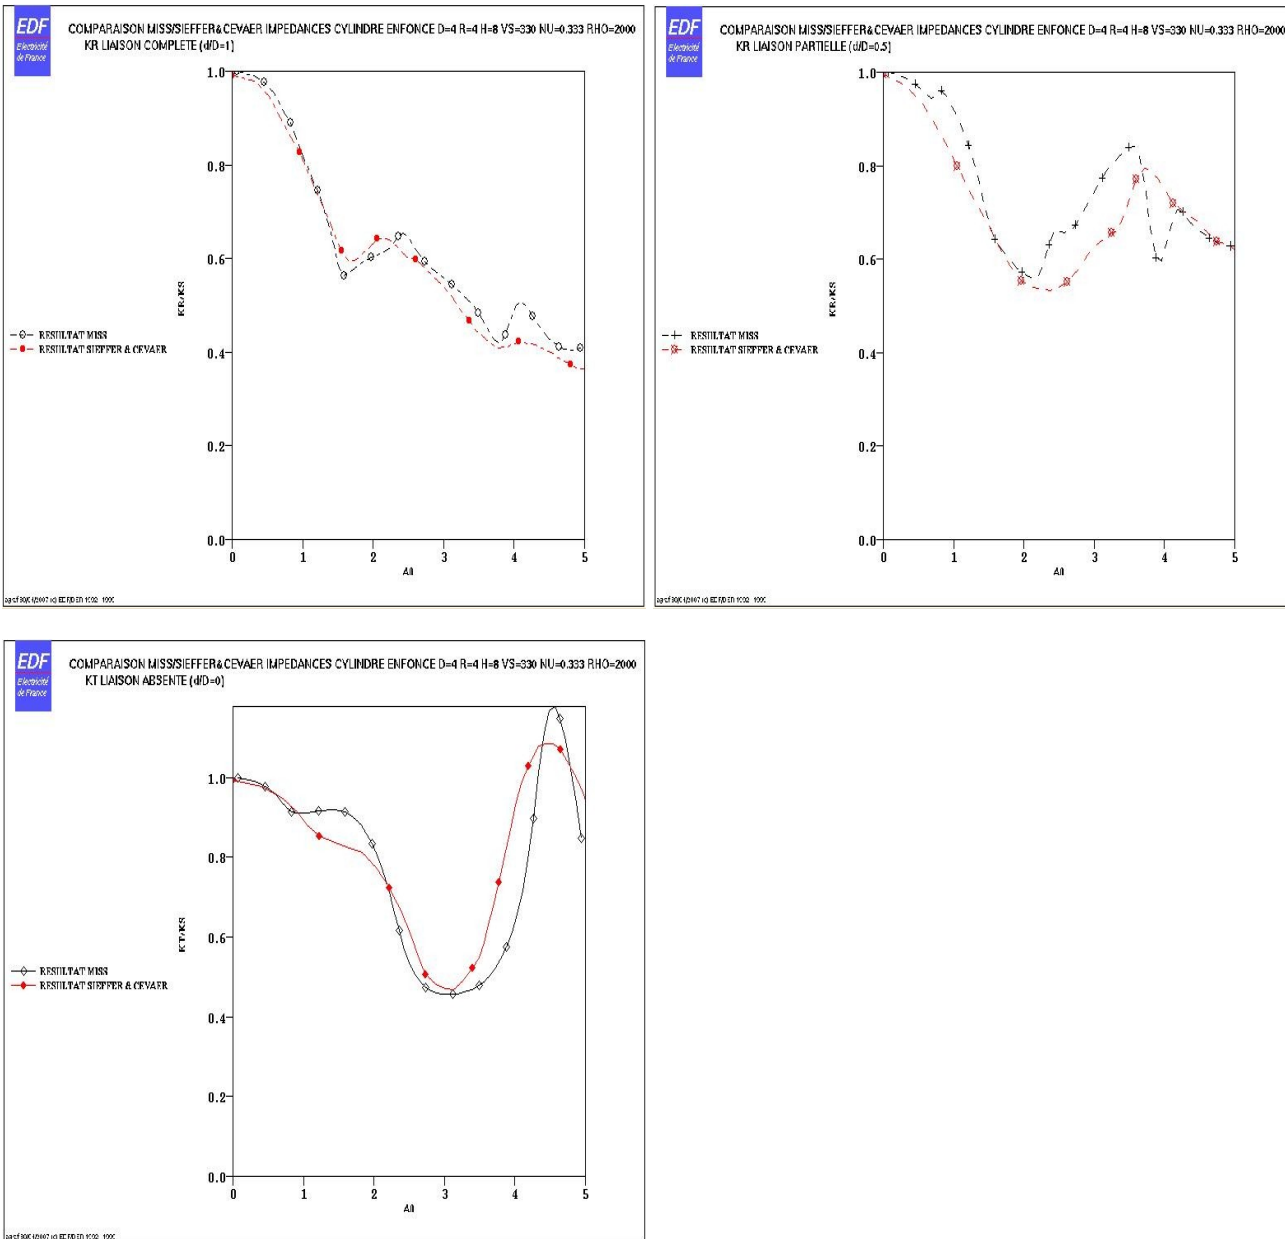 EDF
Electricité
de France
COMPARAISON MISS/SIEFFER&CEVAER IMPEDANCES CYLINDRE ENFONCE D=4 R=4 H=8 VS=330 NU=0.333 RHO=2000
KR LIAISON COMPLETE (d/D=1)
1.0
0.8
0.6
0.4
0.2
0.0
KR/KS
0 1 2 3 4 5
A0
RESULTAT MISS
RESULTAT SIEFFER & CEVAER
EDF
Electricité
de France
COMPARAISON MISS/SIEFFER&CEVAER IMPEDANCES CYLINDRE ENFONCE D=4 R=4 H=8 VS=330 NU=0.333 RHO=2000
KR LIAISON PARTIELLE (d/D=0.5)
1.0
0.8
0.6
0.4
0.2
0.0
KR/KS
0 1 2 3 4 5
A0
RESULTAT MISS
RESULTAT SIEFFER & CEVAER
EDF
Electricité
de France
COMPARAISON MISS/SIEFFER&CEVAER IMPEDANCES CYLINDRE ENFONCE D=4 R=4 H=8 VS=330 NU=0.333 RHO=2000
KT LIAISON ABSENTE (d/D=0)
1.0
0.8
0.6
0.4
0.2
0.0
KT/KS
0 1 2 3 4 5
A0
RESULTAT MISS
RESULTAT SIEFFER & CEVAER